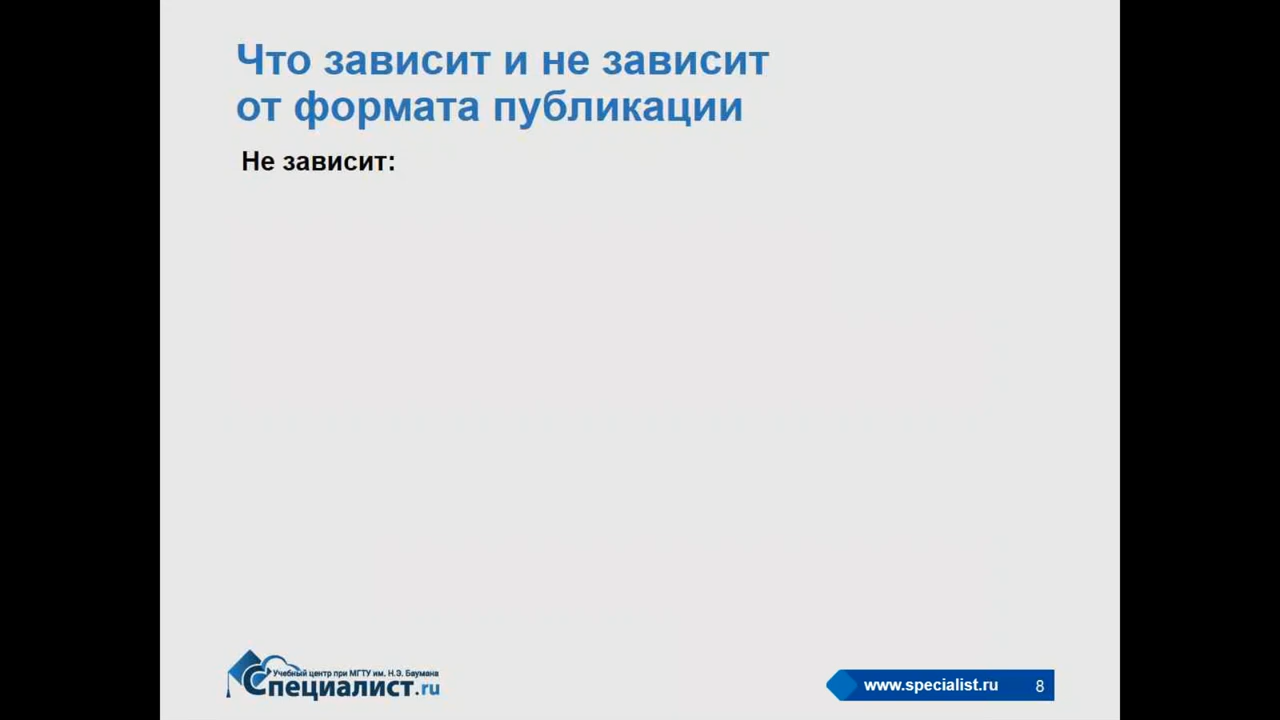 Что зависит и не зависит
от формата публикации
Не зависит:
Учебный центр при МГТУ им. Н.Э. Баумана
Специалист.ru
www.specialist.ru
8